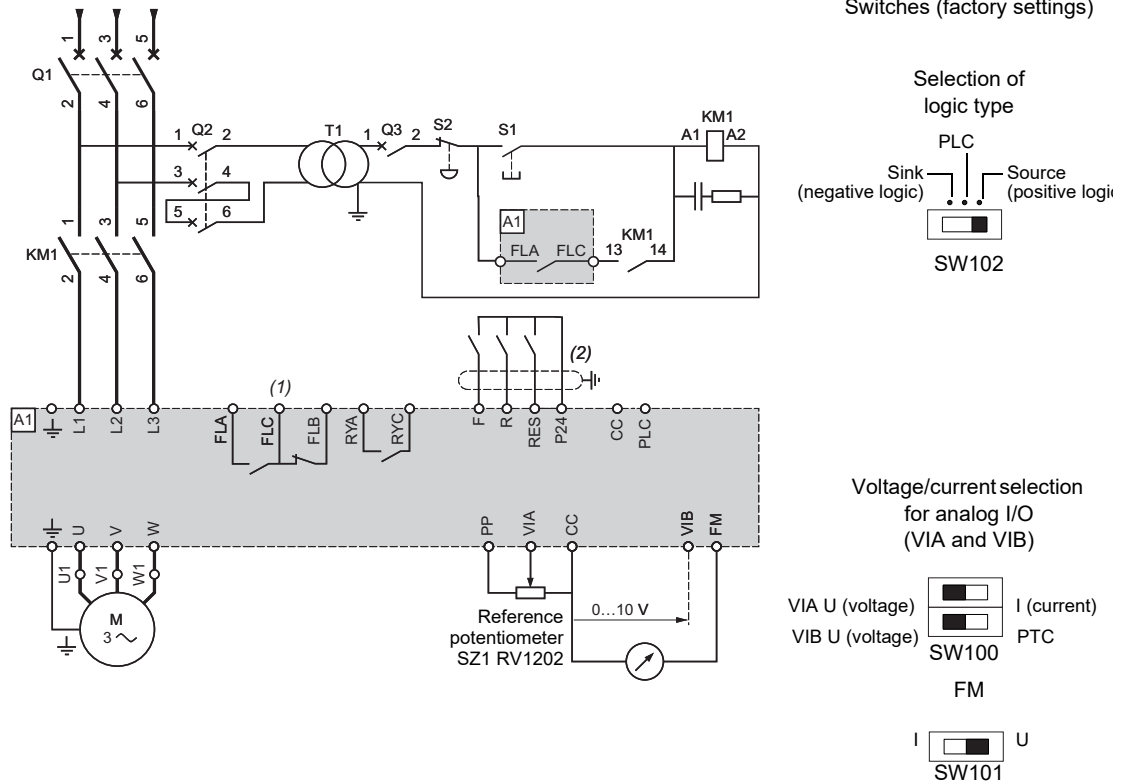 Switches (factory settings)
1 3 5
Q1
2 4 6
1 Q2 2
3 4
5 6
T1
1 Q3 2
S2
S1
KM1
A1 A2
A1
FLA FLC
13 KM1 14
1 3 5
KM1
2 4 6
(1)
(2)
A1
L1 L2 L3
FLA FLC FLB RYA RYC
F R RES P24 CC PLC
U V W
PP VIA CC VIB FM
U1 V1 W1
M
3
Reference
potentiometer
SZ1 RV1202
0...10 V
Selection of
logic type
PLC
Sink
(negative logic)
Source
(positive logi
SW102
Voltage/current selection
for analog I/O
(VIA and VIB)
VIA U (voltage)
I (current)
VIB U (voltage)
PTC
SW100
FM
I U
SW101